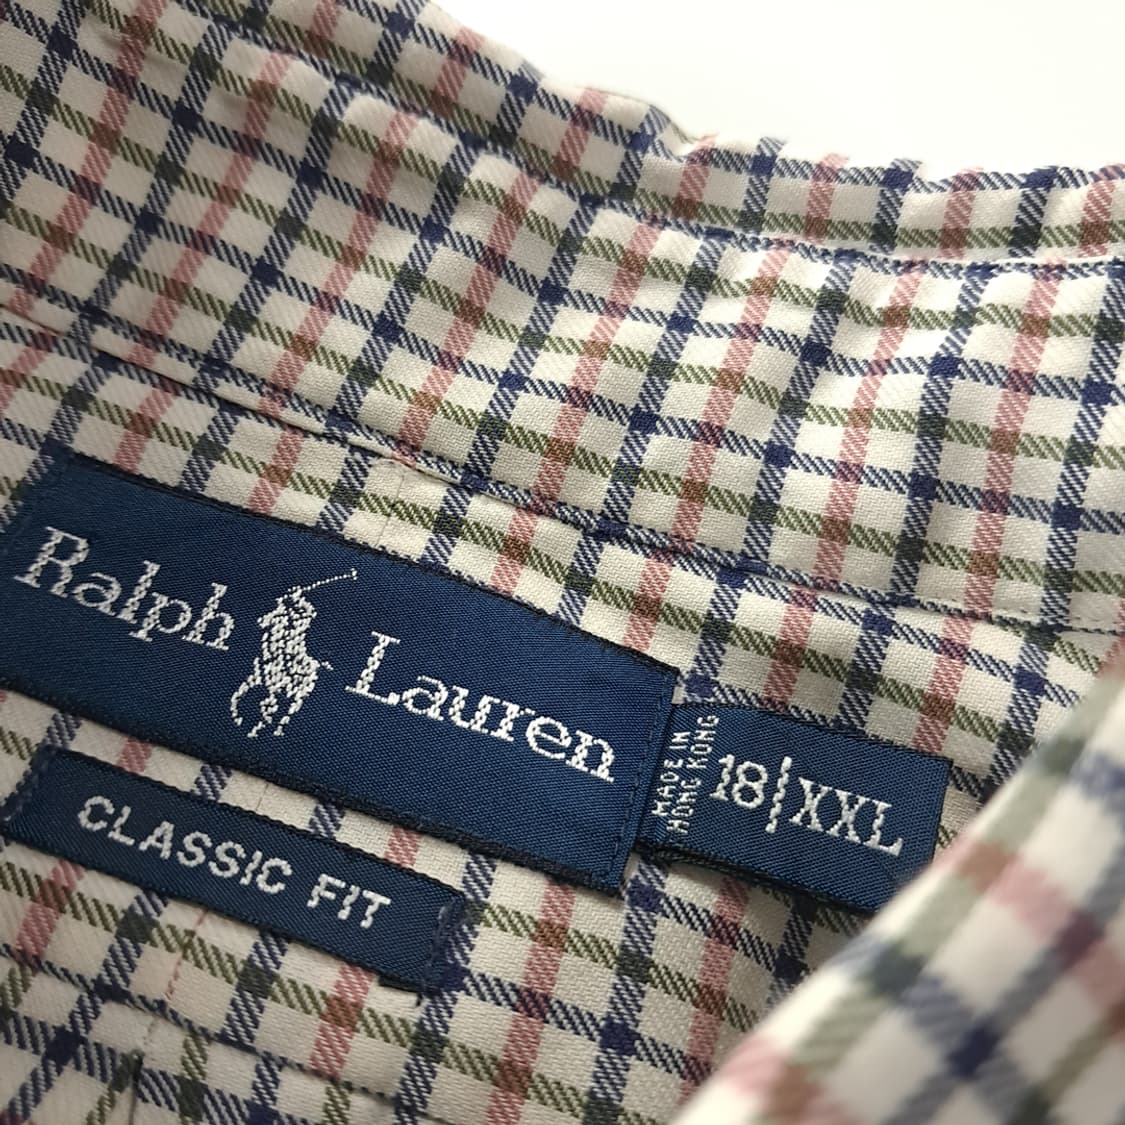 Ralph Lauren
MADE IN
HONG KONG
18|XXL
CLASSIC FIT